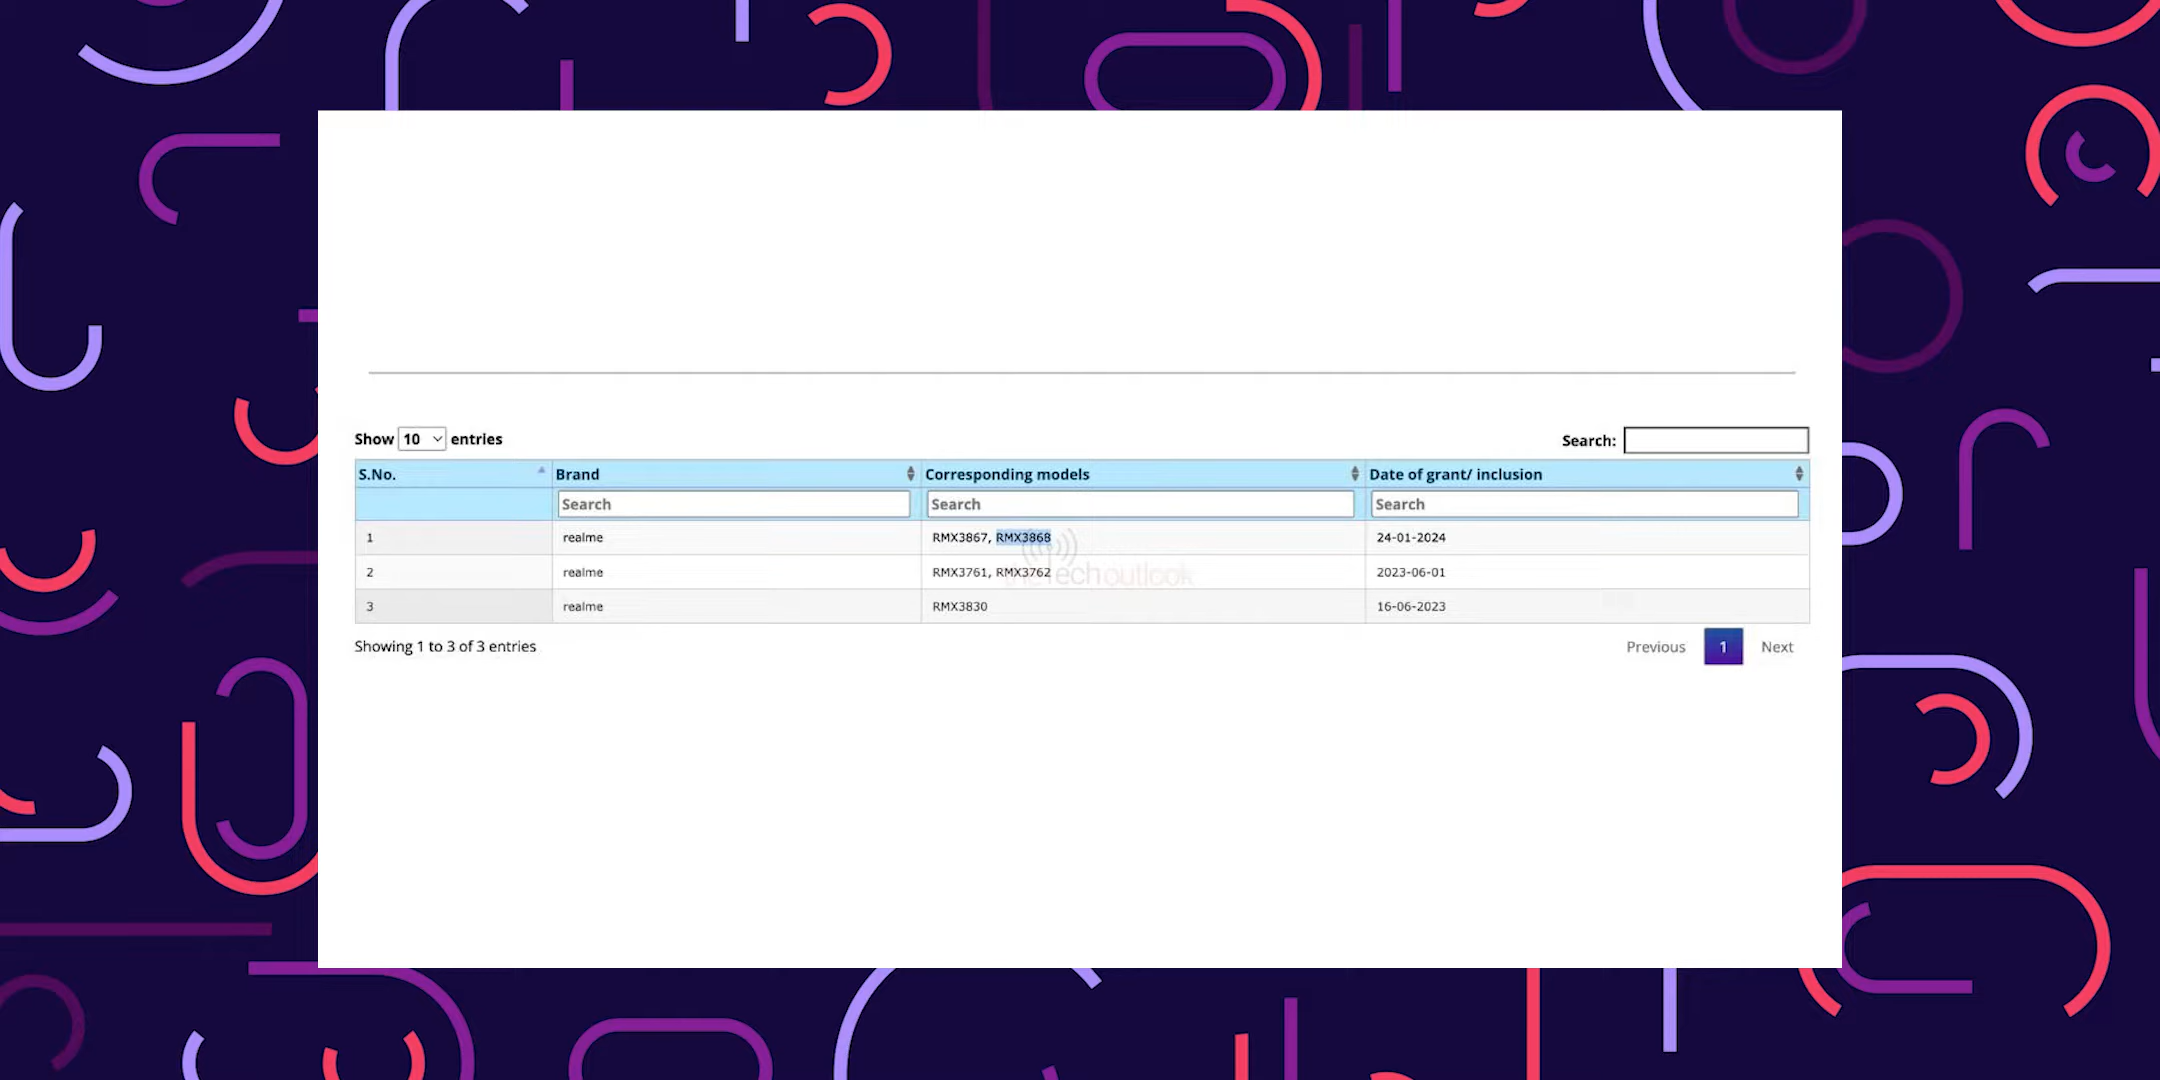 Show 10 entries
Search:
S.No. Brand Corresponding models Date of grant/ inclusion
Search Search Search
1 realme RMX3867, RMX3868 24-01-2024
2 realme RMX3761, RMX3762 2023-06-01
theTechoutlook
3 realme RMX3830 16-06-2023
Showing 1 to 3 of 3 entries
Previous 1 Next